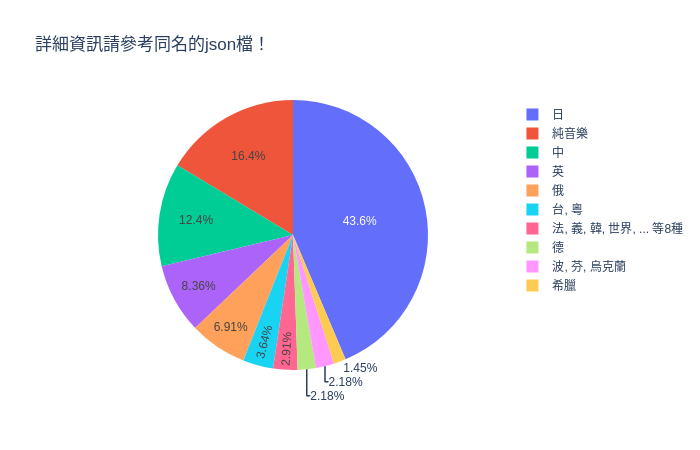 詳細資訊請參考同名的json檔！
43.6%
16.4%
12.4%
8.36%
6.91%
3.64%
2.91%
2.18%
2.18%
1.45%
日
純音樂
中
英
俄
台, 粵
法, 義, 韓, 世界, ... 等8種
德
波, 芬, 烏克蘭
希臘